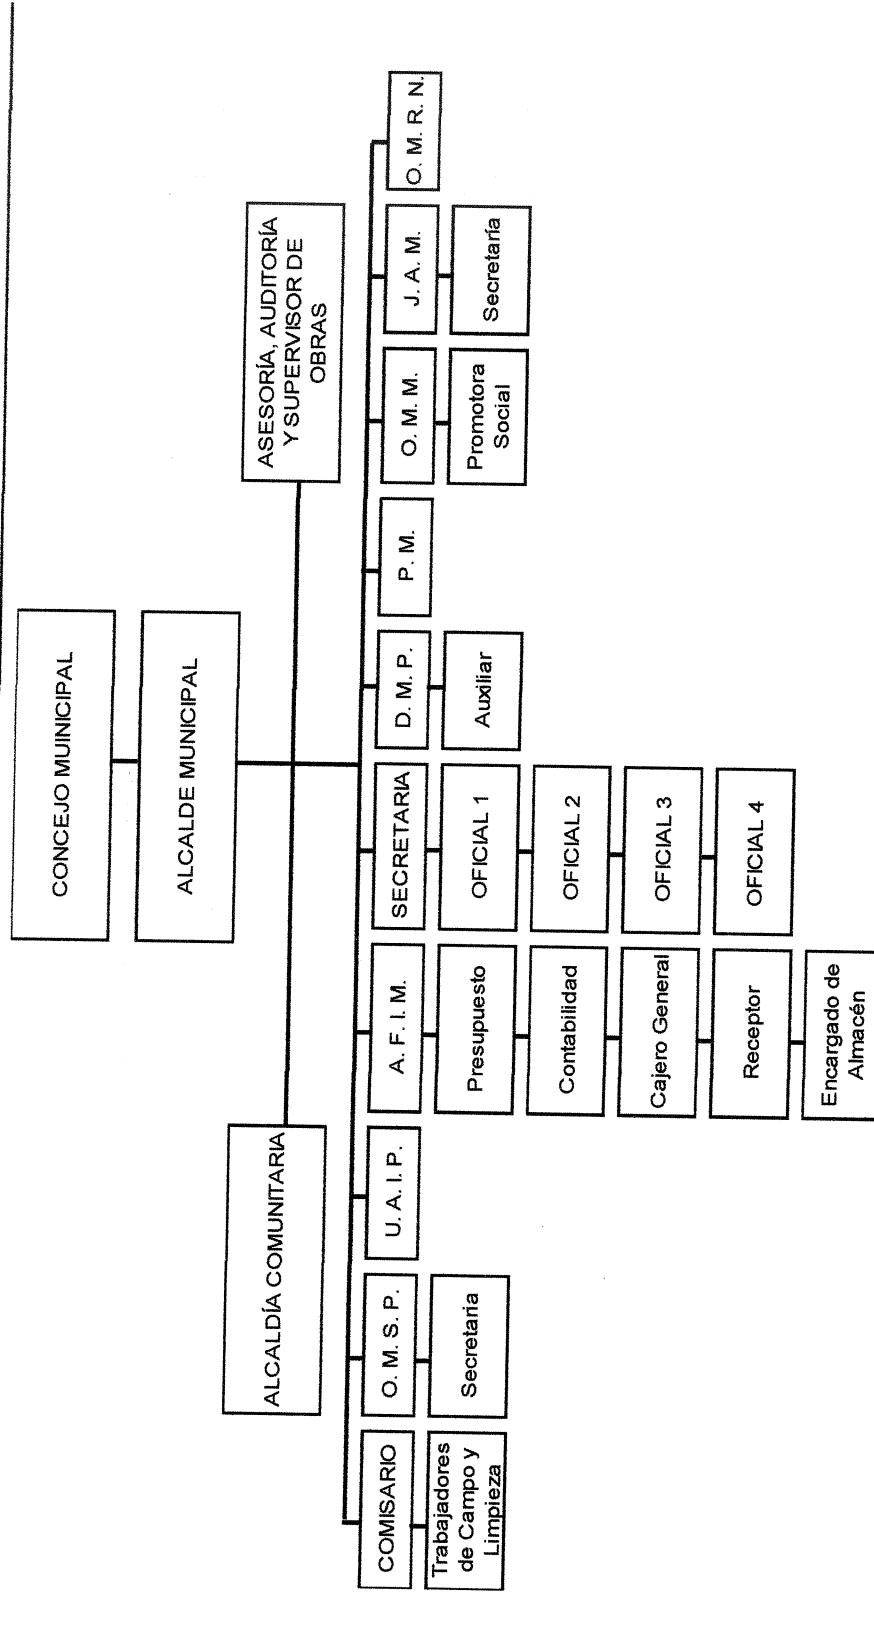 CONCEJO MUINICIPAL
ALCALDE MUNICIPAL
ALCALDÍA COMUNITARIA
ASESORÍA, AUDITORÍA
Y SUPERVISOR DE
OBRAS
COMISARIO
O. M. S. P.
U. A. I. P.
A. F. I. M.
SECRETARIA
D. M. P.
P. M.
O. M. M.
J. A. M.
O. M. R. N.
Trabajadores
de Campo y
Limpieza
Secretaria
Presupuesto
OFICIAL 1
Auxiliar
Promotora
Social
Secretaría
Contabilidad
OFICIAL 2
Cajero General
OFICIAL 3
Receptor
OFICIAL 4
Encargado de
Almacén